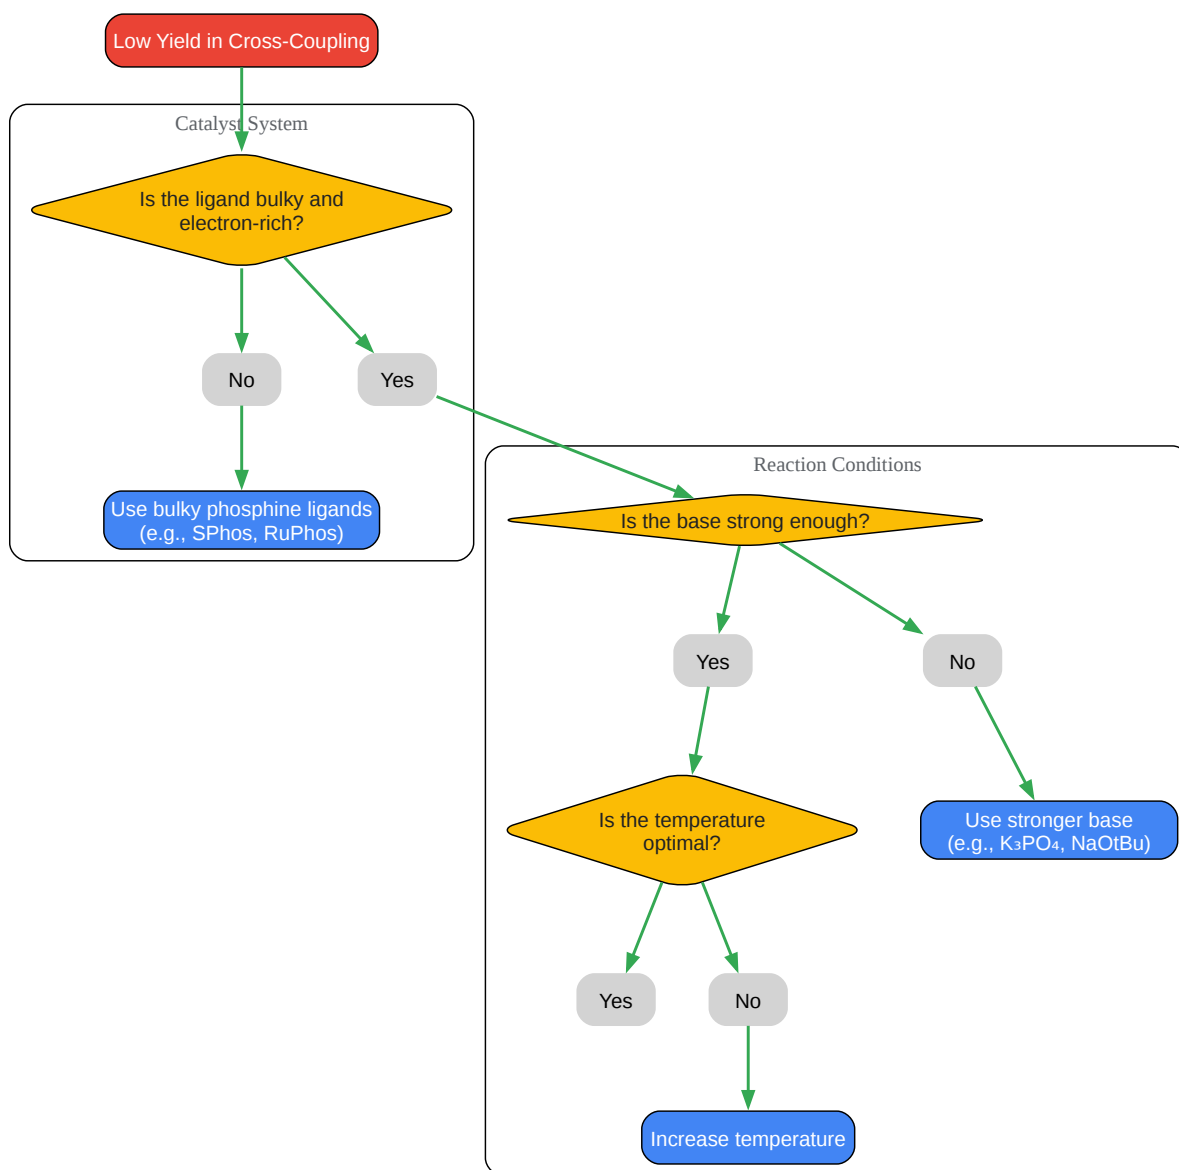 Low Yield in Cross-Coupling
Catalyst System
Is the ligand bulky and
electron-rich?
No
Yes
Use bulky phosphine ligands
(e.g., SPhos, RuPhos)
Reaction Conditions
Is the base strong enough?
Yes
No
Is the temperature
optimal?
Use stronger base
(e.g., K₃PO₄, NaOtBu)
Yes
No
Increase temperature